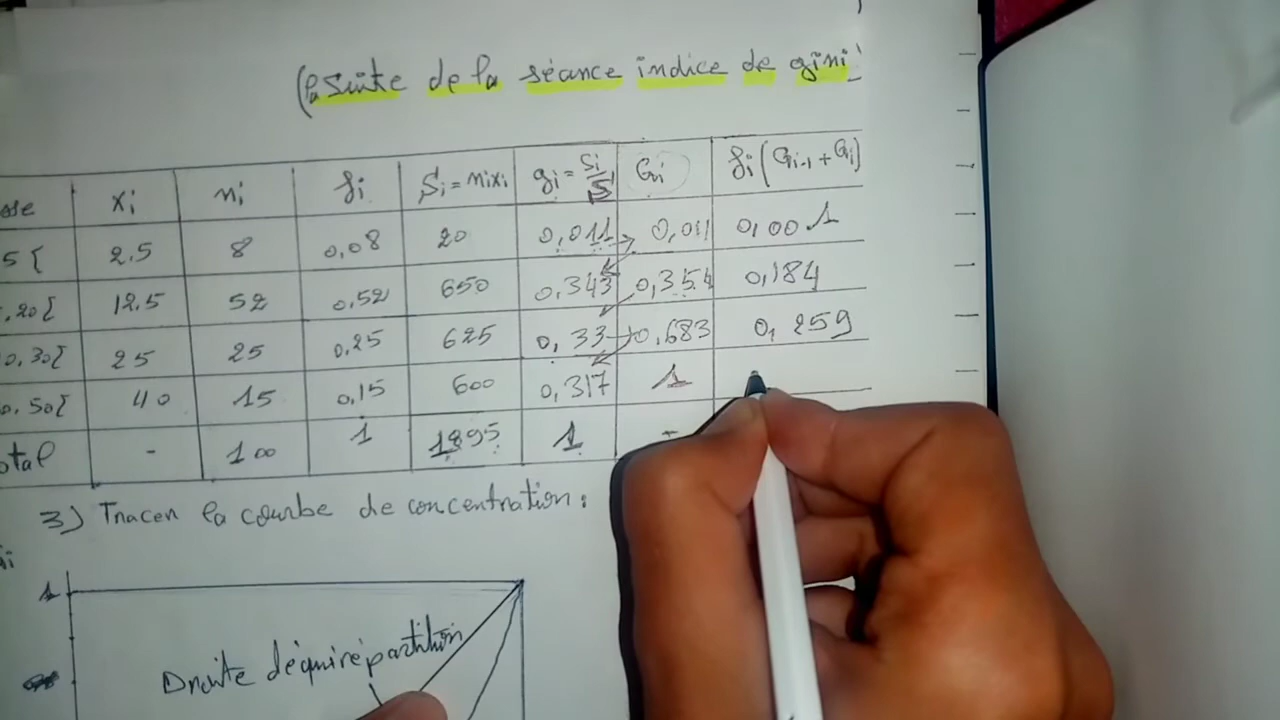 (la suite de la séance indice de gini
xi ni fi Si = nixi gi = Si/S Gi fi (Gi-1 + Gi)
5[ 2.5 8 0,08 20 0,011 0,011 0,001
,20[ 12.5 52 0,52 650 0,343 0,354 0,184
0,30[ 25 25 0,25 625 0,33 0,683 0,259
0,50[ 40 15 0,15 600 0,317 1
otal - 100 1 1895 1 -
3) Tracer la courbe de concentration :
1
Droite déquirépartition